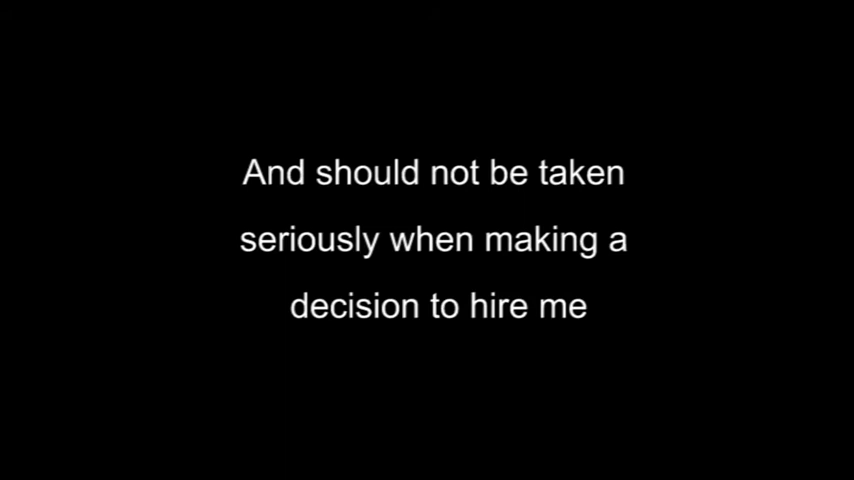 And should not be taken
seriously when making a
decision to hire me